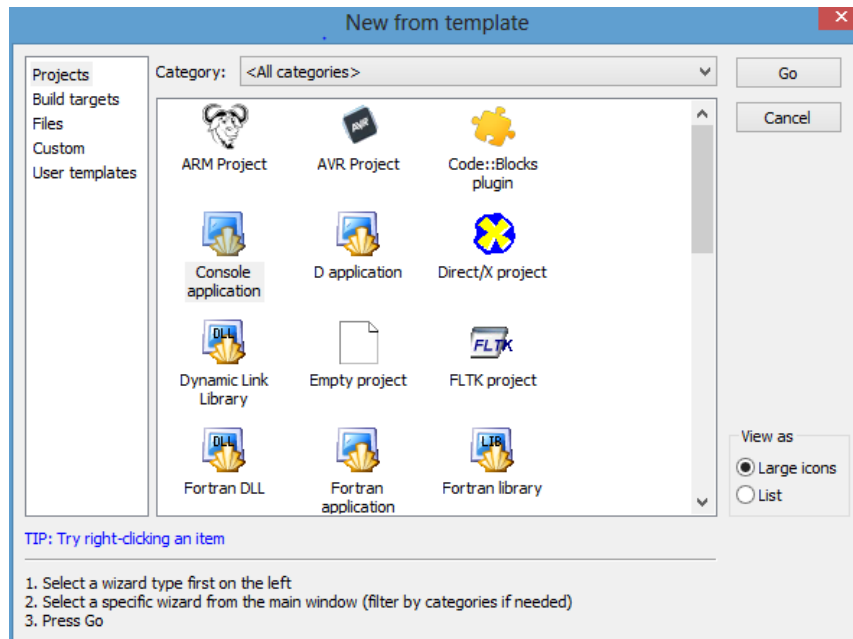 New from template
Projects
Build targets
Files
Custom
User templates
Category: <All categories>
Go
Cancel
ARM Project
AVR
AVR Project
Code::Blocks
plugin
Console
application
D application
Direct/X project
DLL
Dynamic Link
Library
Empty project
FLTK
FLTK project
DLL
Fortran DLL
Fortran
application
LIB
Fortran library
View as
Large icons
List
TIP: Try right-clicking an item
1. Select a wizard type first on the left
2. Select a specific wizard from the main window (filter by categories if needed)
3. Press Go